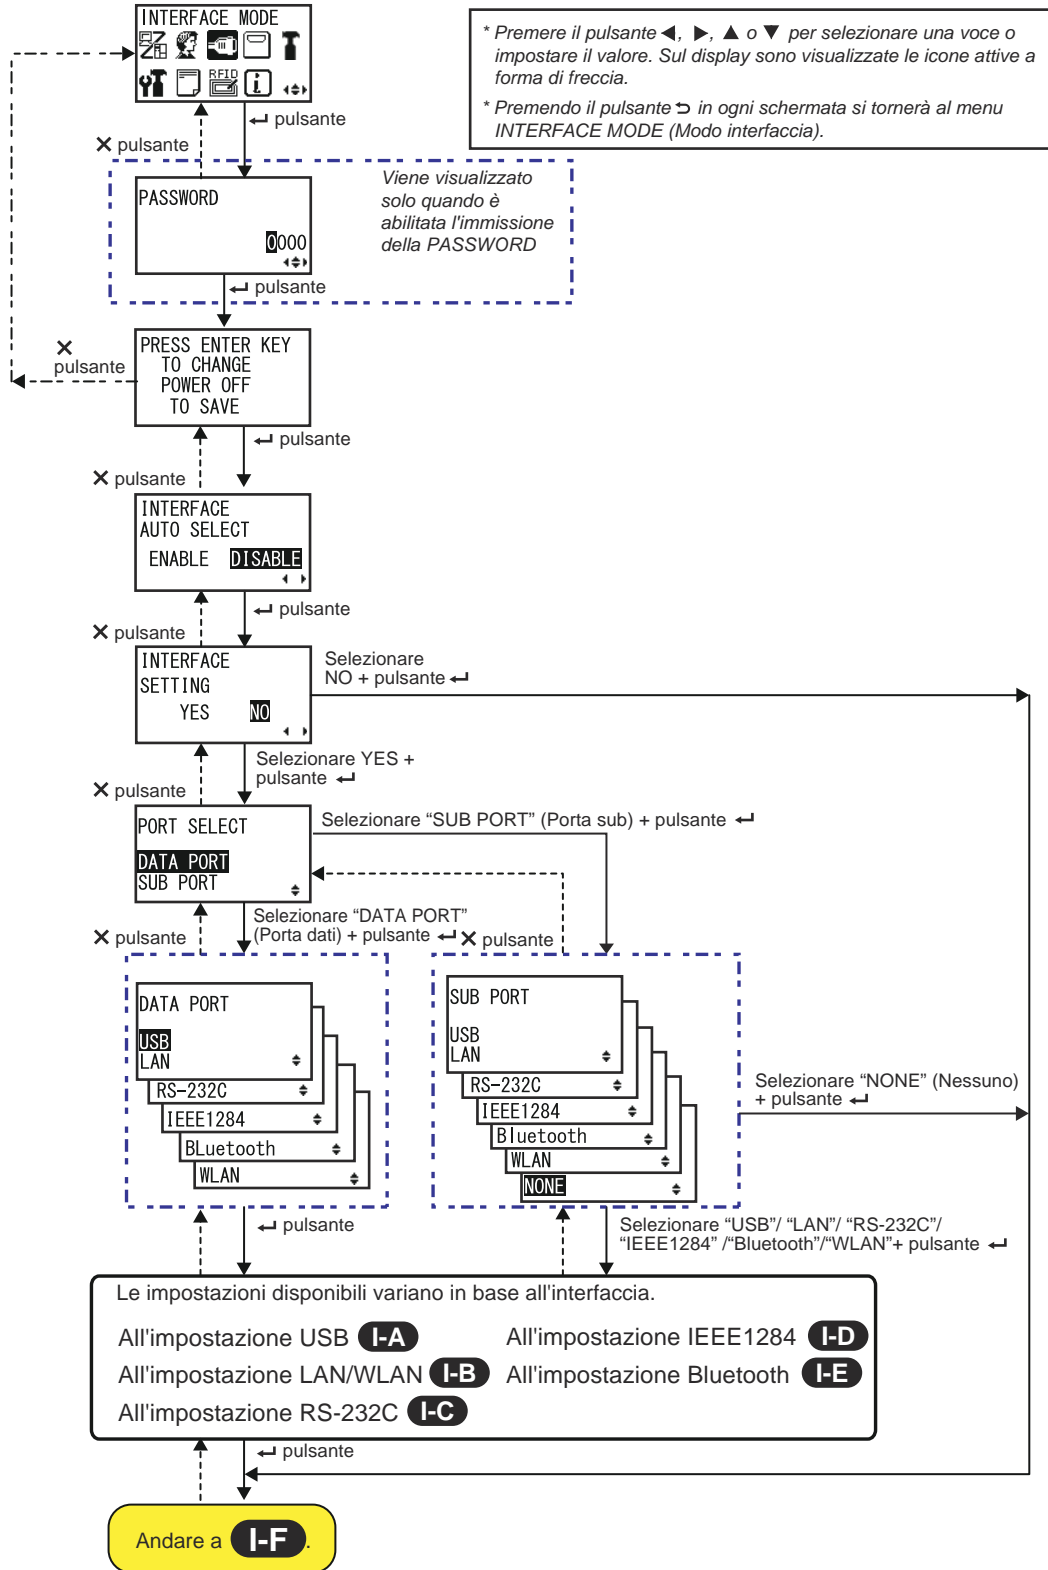 INTERFACE MODE
RFID
* Premere il pulsante ◀, ▶, ▲ o ▼ per selezionare una voce o
impostare il valore. Sul display sono visualizzate le icone attive a
forma di freccia.
* Premendo il pulsante ⮌ in ogni schermata si tornerà al menu
INTERFACE MODE (Modo interfaccia).
↵ pulsante
✕ pulsante
PASSWORD
0000
Viene visualizzato
solo quando è
abilitata l'immissione
della PASSWORD
↵ pulsante
✕
pulsante
PRESS ENTER KEY
TO CHANGE
POWER OFF
TO SAVE
↵ pulsante
✕ pulsante
INTERFACE
AUTO SELECT
ENABLE DISABLE
↵ pulsante
✕ pulsante
INTERFACE
SETTING
YES NO
Selezionare
NO + pulsante ↵
Selezionare YES +
pulsante ↵
✕ pulsante
PORT SELECT
DATA PORT
SUB PORT
Selezionare “SUB PORT” (Porta sub) + pulsante ↵
Selezionare “DATA PORT”
(Porta dati) + pulsante ↵
✕ pulsante
✕ pulsante
DATA PORT
USB
LAN
RS-232C
IEEE1284
BLuetooth
WLAN
SUB PORT
USB
LAN
RS-232C
IEEE1284
Bluetooth
WLAN
NONE
Selezionare “NONE” (Nessuno)
+ pulsante ↵
↵ pulsante
Selezionare “USB”/ “LAN”/ “RS-232C”/
“IEEE1284” /“Bluetooth”/“WLAN”+ pulsante ↵
Le impostazioni disponibili variano in base all'interfaccia.
All'impostazione USB I-A
All'impostazione LAN/WLAN I-B
All'impostazione RS-232C I-C
All'impostazione IEEE1284 I-D
All'impostazione Bluetooth I-E
↵ pulsante
Andare a I-F.